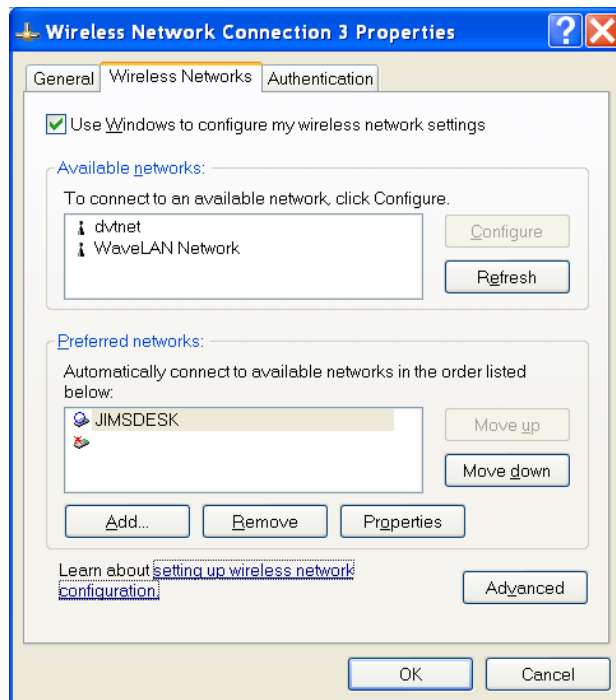 Wireless Network Connection 3 Properties
General
Wireless Networks
Authentication
Use Windows to configure my wireless network settings
Available networks:
To connect to an available network, click Configure.
dvtnet
WaveLAN Network
Configure
Refresh
Preferred networks:
Automatically connect to available networks in the order listed
below:
JIMSDESK
Move up
Move down
Add...
Remove
Properties
Learn about setting up wireless network
configuration.
Advanced
OK
Cancel